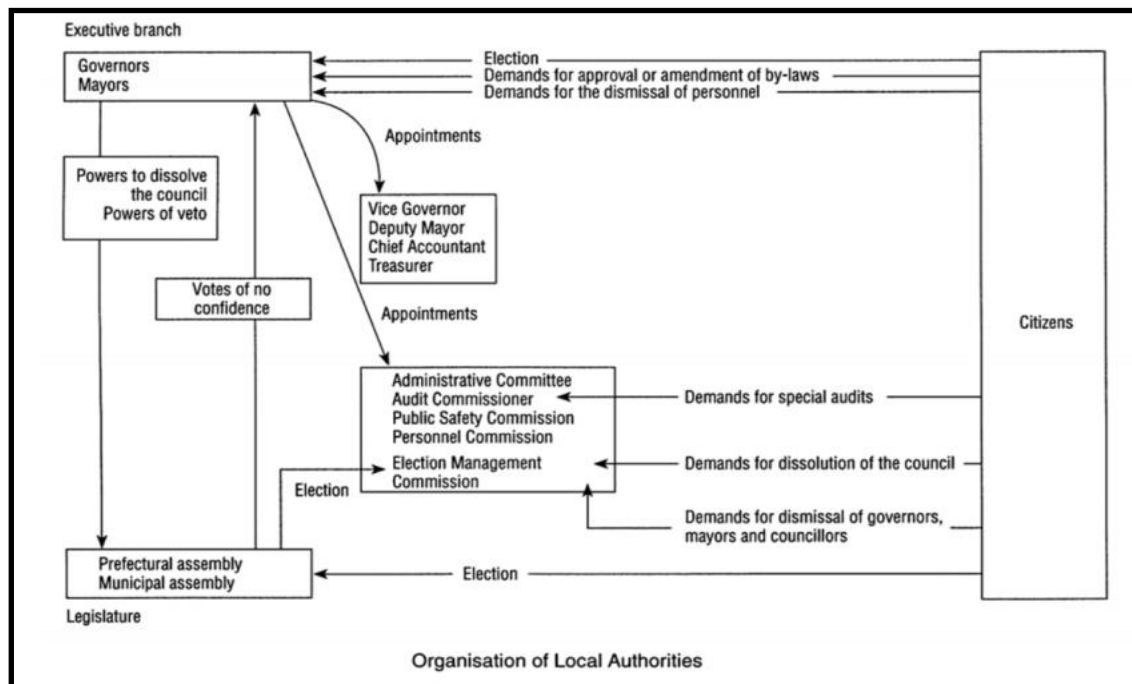 Executive branch
Governors
Mayors
Election
Demands for approval or amendment of by-laws
Demands for the dismissal of personnel
Appointments
Powers to dissolve
the council
Powers of veto
Vice Governor
Deputy Mayor
Chief Accountant
Treasurer
Votes of no
confidence
Appointments
Citizens
Administrative Committee
Audit Commissioner
Public Safety Commission
Personnel Commission
Election Management
Commission
Demands for special audits
Demands for dissolution of the council
Election
Demands for dismissal of governors,
mayors and councillors
Prefectural assembly
Municipal assembly
Election
Legislature
Organisation of Local Authorities